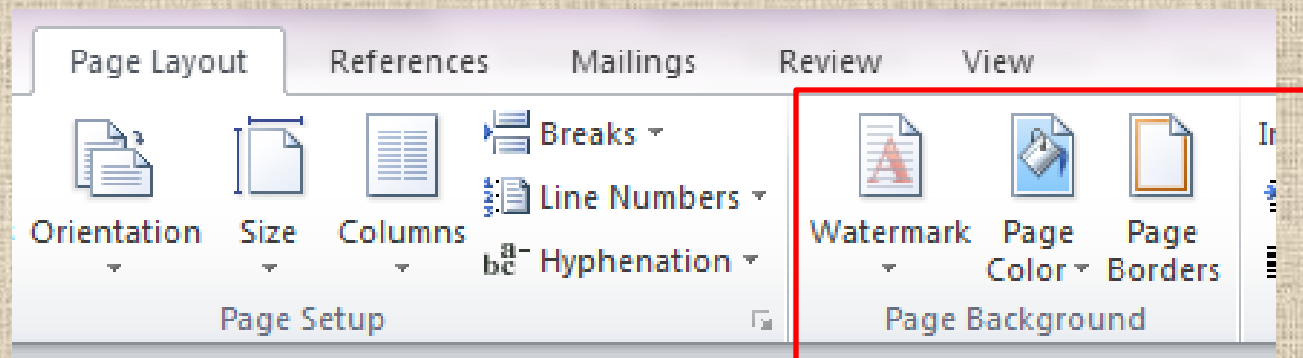 Page Layout References Mailings Review View
Breaks
Line Numbers
Orientation Size Columns
Hyphenation
Page Setup
Watermark Page Color Page Borders
Page Background